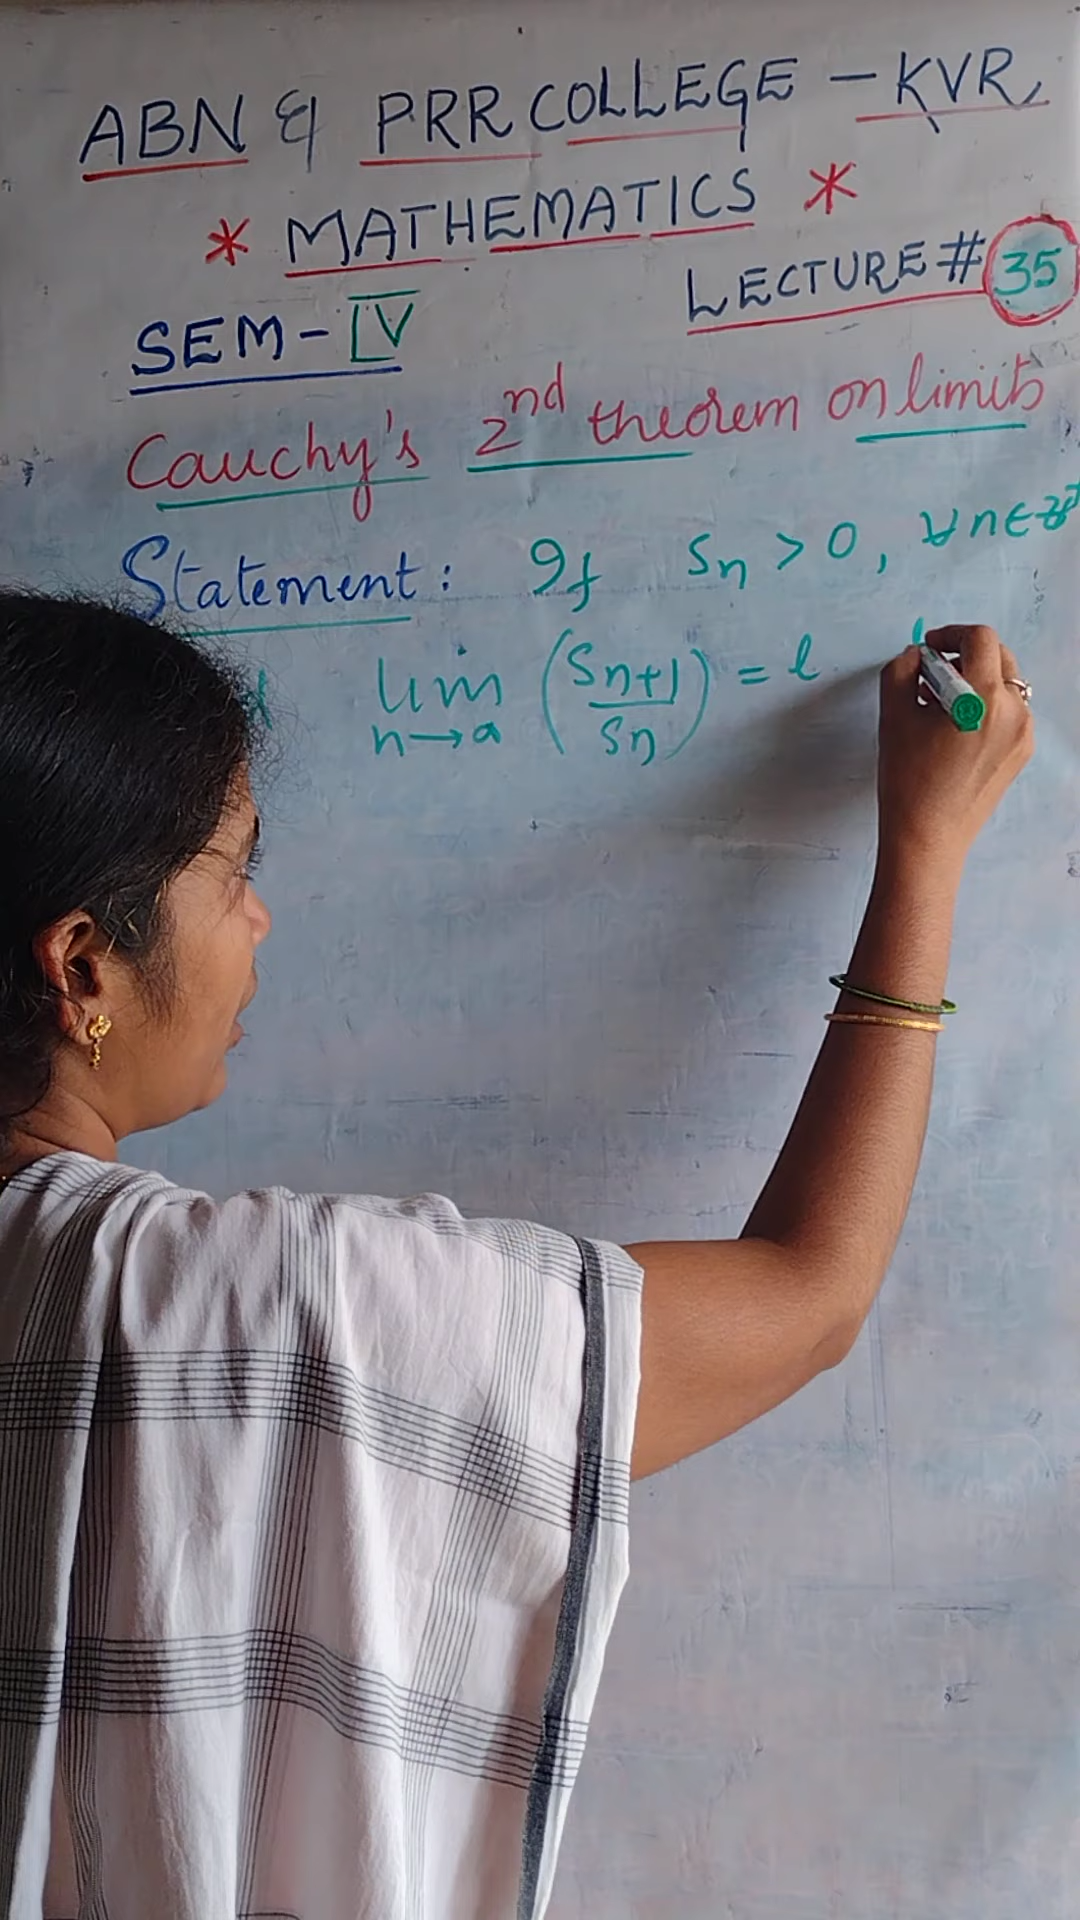 ABN & PRR COLLEGE - KVR
* MATHEMATICS *
LECTURE # 35
SEM - IV
Cauchy's 2nd theorem on limits
Statement: If Sn > 0, ∀ n ∈ Z+
lim n→∞ (Sn+1 / Sn) = l